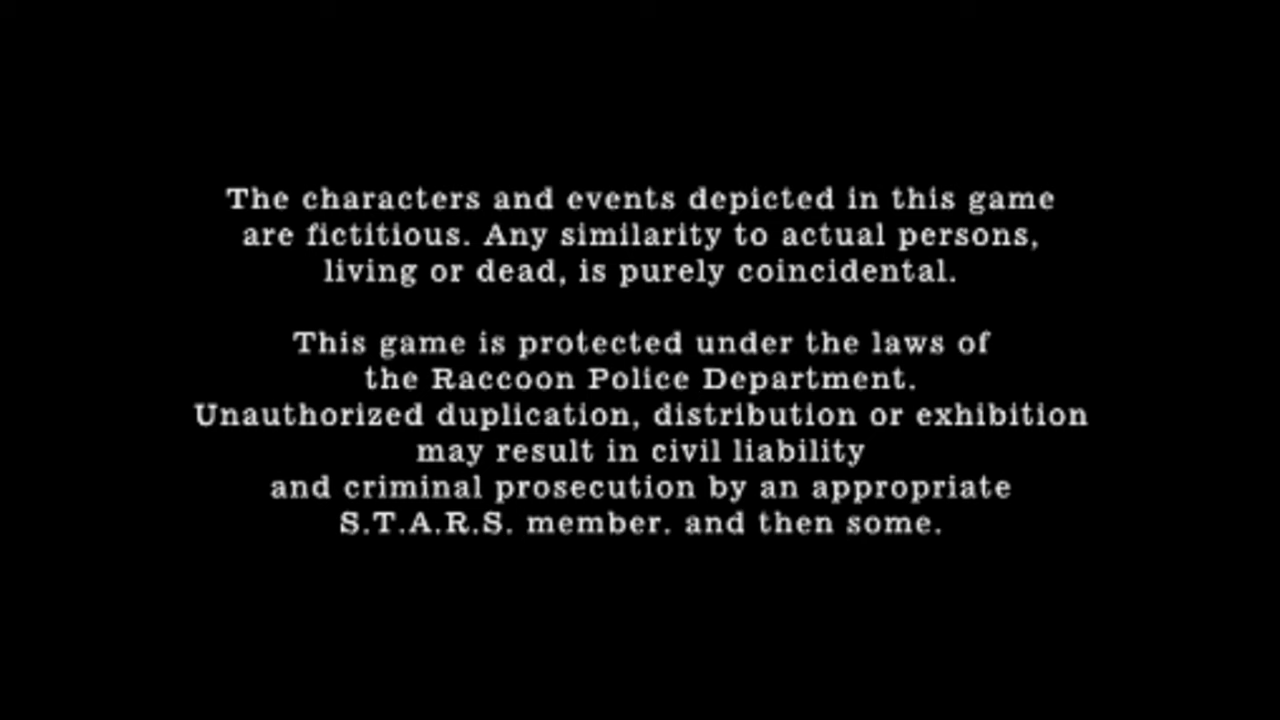 The characters and events depicted in this game
are fictitious. Any similarity to actual persons,
living or dead, is purely coincidental.
This game is protected under the laws of
the Raccoon Police Department.
Unauthorized duplication, distribution or exhibition
may result in civil liability
and criminal prosecution by an appropriate
S.T.A.R.S. member. and then some.